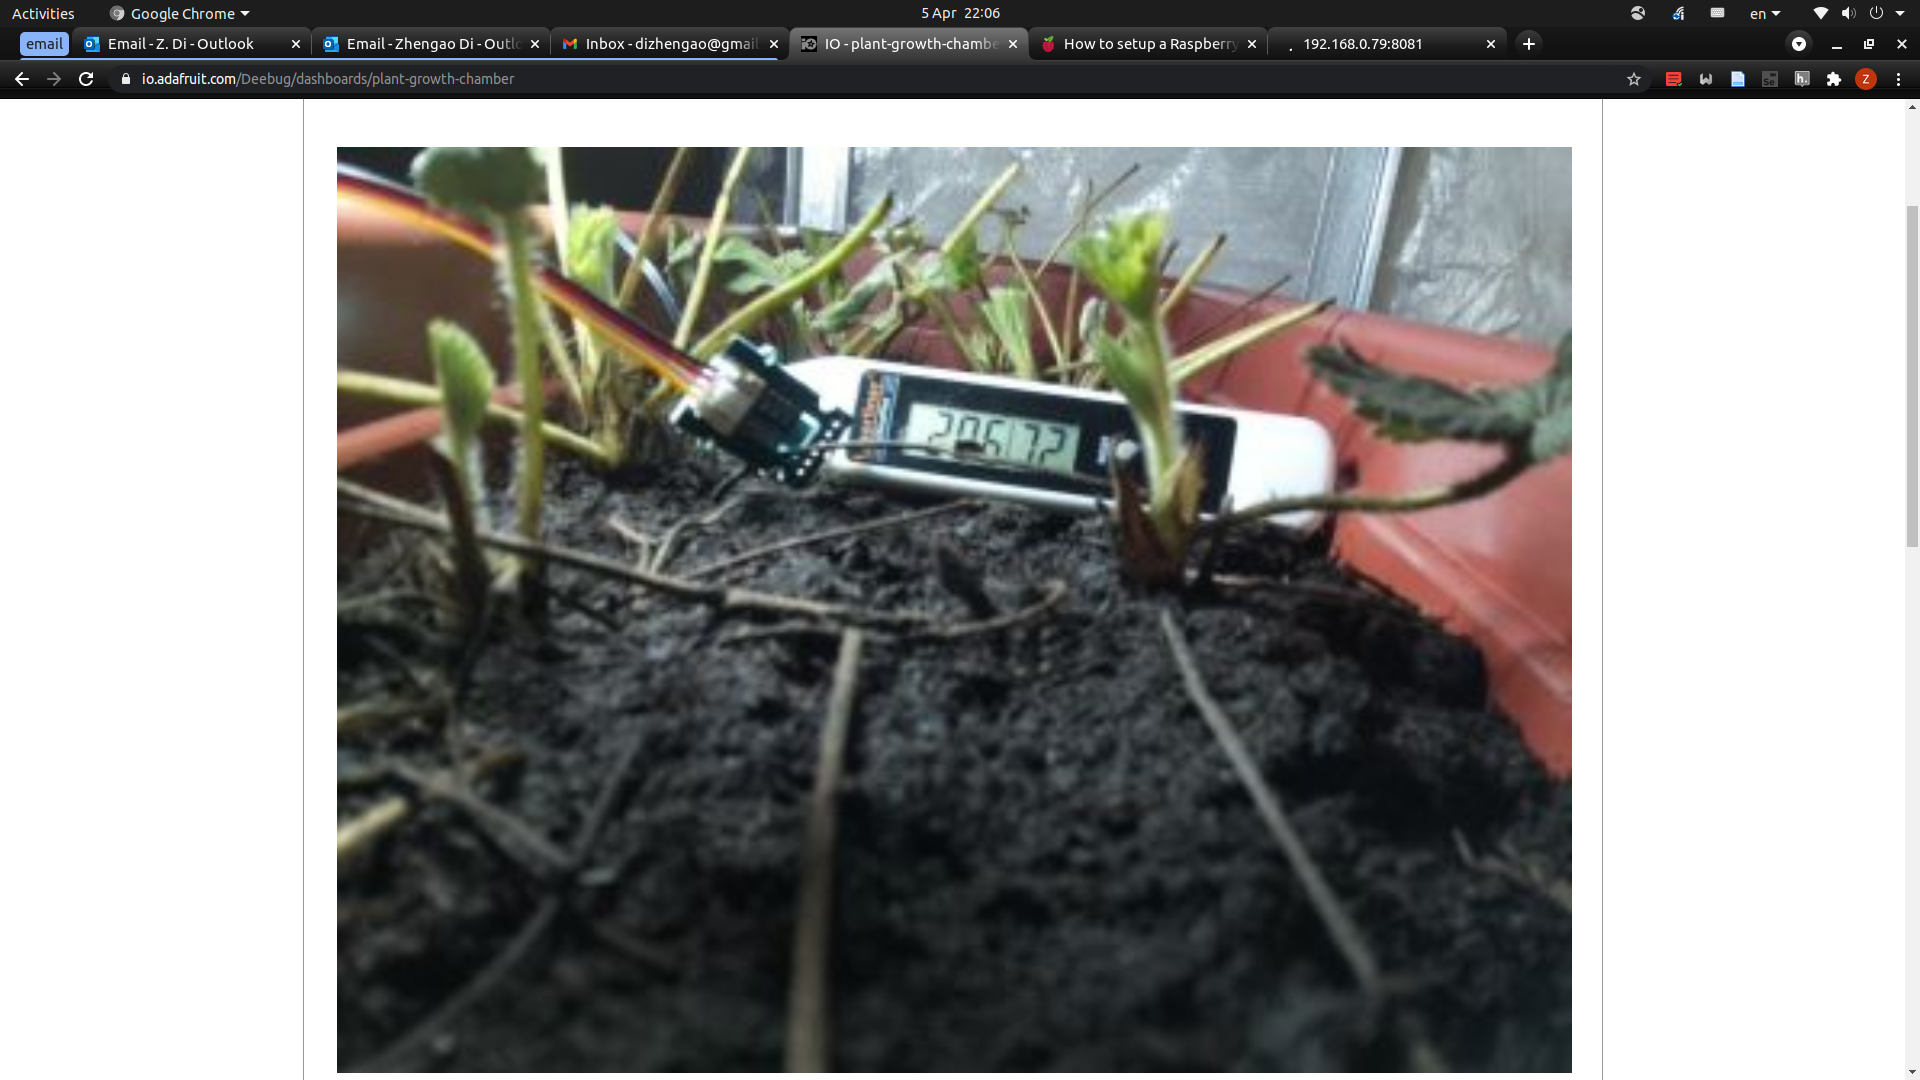 Activities
Google Chrome
5 Apr 22:06
en
email
Email - Z. Di - Outlook
Email - Zhengao Di - Outlo
Inbox - dizhengao@gmail
IO - plant-growth-chambe
How to setup a Raspberry
192.168.0.79:8081
io.adafruit.com/Deebug/dashboards/plant-growth-chamber
Se
h.
Z